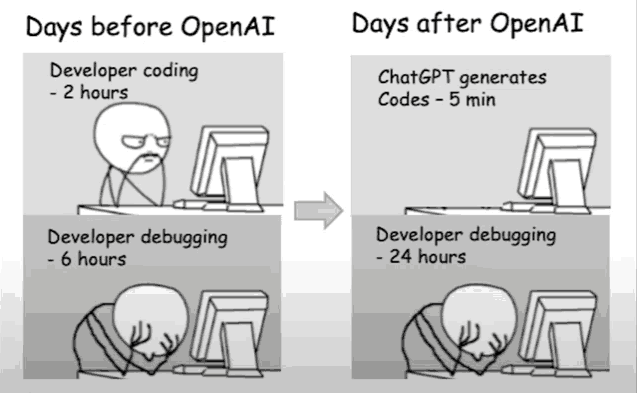 Days before OpenAI
Developer coding
- 2 hours
Developer debugging
- 6 hours
Days after OpenAI
ChatGPT generates
Codes – 5 min
Developer debugging
- 24 hours